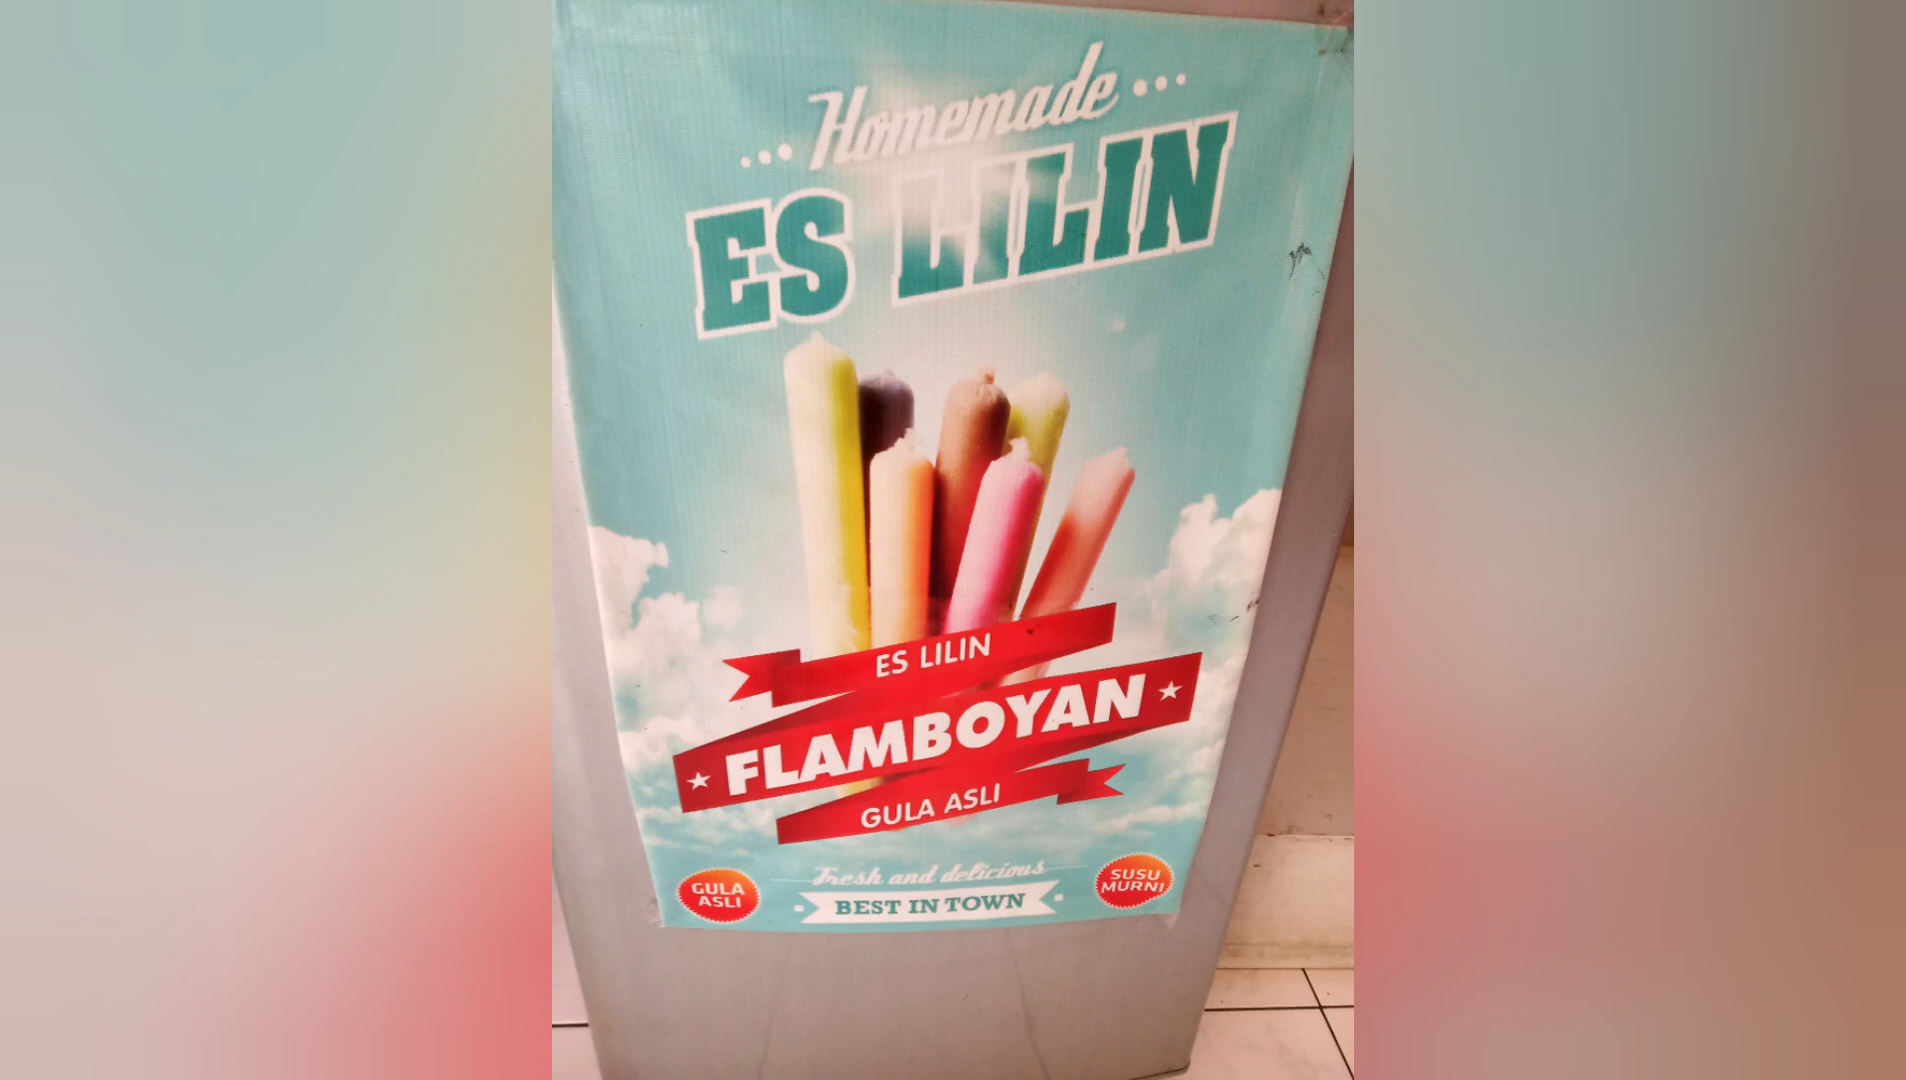 ... Homemade ...
ES LILIN
ES LILIN
FLAMBOYAN
GULA ASLI
GULA ASLI
Fresh and delicious
BEST IN TOWN
SUSU MURNI